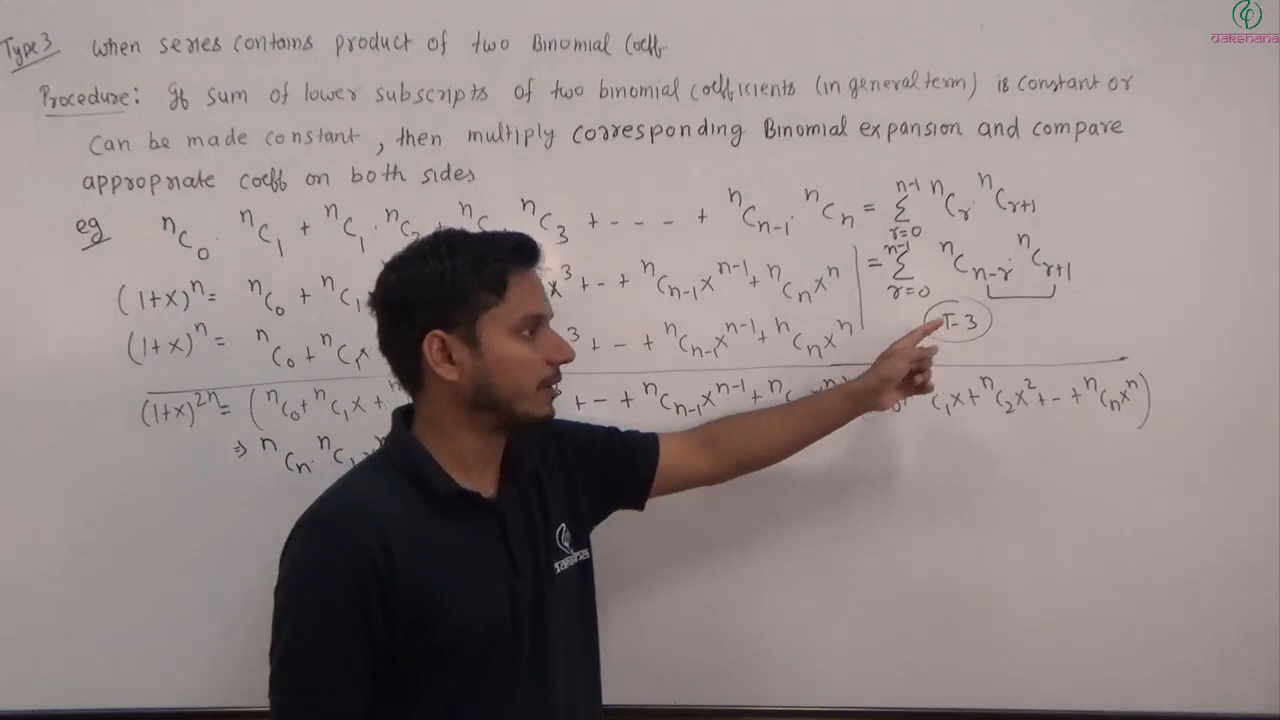 Type 3 When series contains product of two Binomial Coeff
Procedure: If sum of lower subscripts of two binomial coefficients (in general term) is constant or
can be made constant, then multiply corresponding Binomial expansion and compare
appropriate coeff on both sides
eg ⁿC₀. ⁿC₁ + ⁿC₁. ⁿC₂ + ⁿC ⁿC₃ + - - - + ⁿCₙ₋₁. ⁿCₙ = Σ_{r=0}^{n-1} ⁿCᵣ. ⁿCᵣ₊₁
= Σ_{r=0}^{n-1} ⁿCₙ₋ᵣ. ⁿCᵣ₊₁
(1+x)ⁿ = ⁿC₀ + ⁿC₁ x³ + - + ⁿCₙ₋₁xⁿ⁻¹ + ⁿCₙxⁿ
T-3
(1+x)ⁿ = ⁿC₀ + ⁿC₁x ³ + - + ⁿCₙ₋₁xⁿ⁻¹ + ⁿCₙxⁿ
(1+x)²ⁿ = (ⁿC₀ + ⁿC₁x + ⁿ + - + ⁿCₙ₋₁xⁿ⁻¹ + ⁿC C₁x + ⁿC₂x² + - + ⁿCₙxⁿ)
⇒ ⁿCₙ. ⁿC₁
dakshana
dakshana